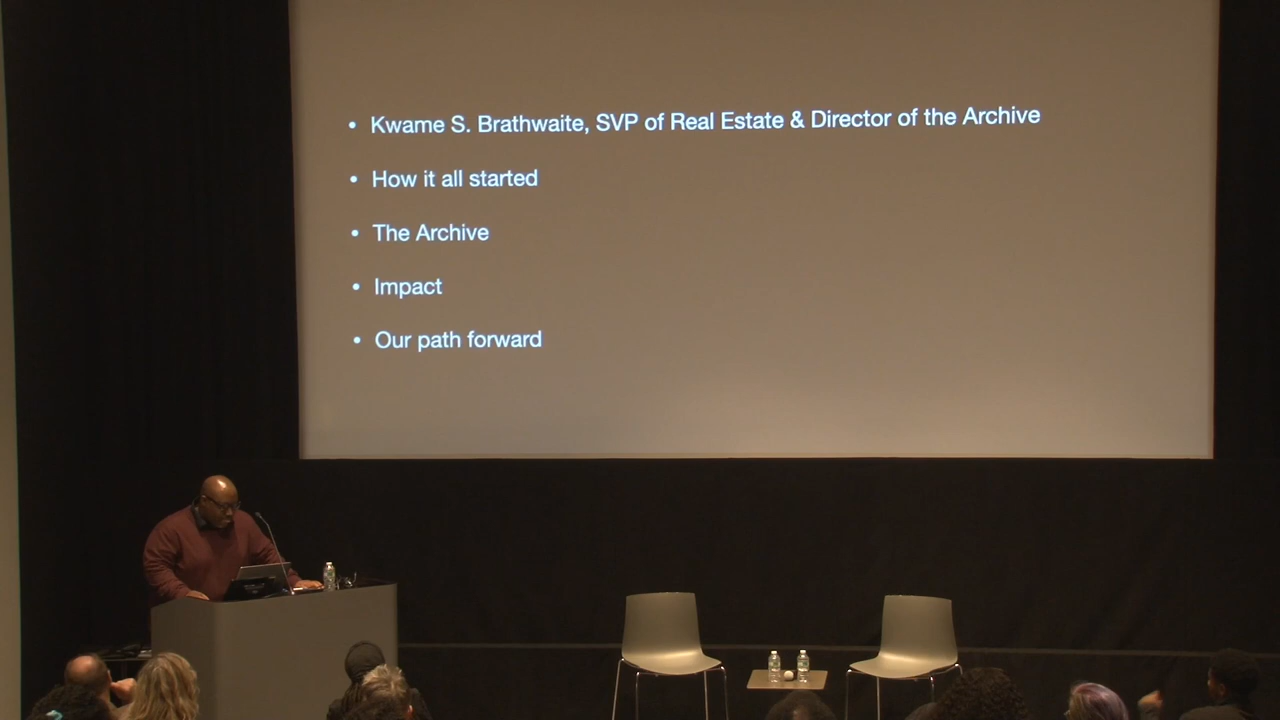 • Kwame S. Brathwaite, SVP of Real Estate & Director of the Archive
• How it all started
• The Archive
• Impact
• Our path forward